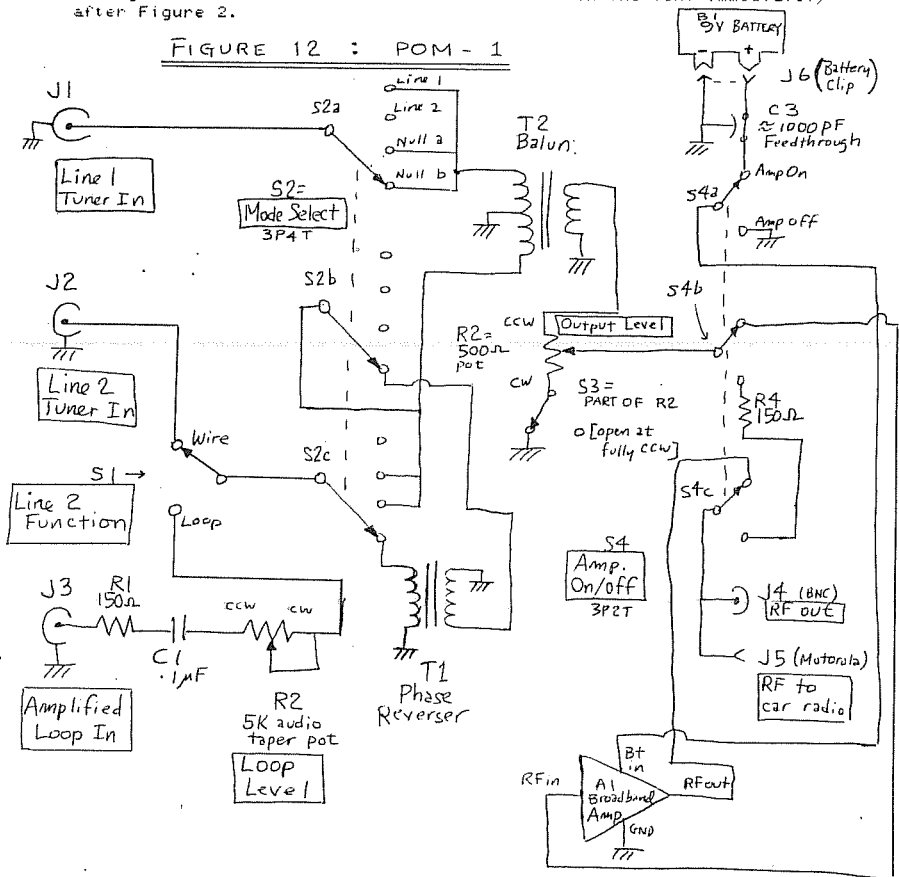 after Figure 2.
FIGURE 12 : POM-1
J1
Line 1
Tuner In
S2a
Line 1
Line 2
Null a
Null b
S2=
Mode Select
3P4T
T2
Balun
B1
9V BATTERY
-
+
J6 (Battery
Clip)
C3
≈1000 pF
Feedthrough
Amp On
S4a
Amp off
J2
Line 2
Tuner In
S2b
S4b
CCW
Output Level
R2=
500Ω
pot
CW
S3=
PART OF R2
[open at
fully CCW]
R4
150Ω
Wire
S1 →
Line 2
Function
Loop
S2c
S4c
S4
Amp.
On/off
3P2T
J4 (BNC)
RF out
J5 (Motorola)
RF to
car radio
J3
R1
150Ω
C1
.1µF
CCW
CW
R2
5K audio
taper pot
Loop
Level
Amplified
Loop In
T1
Phase
Reverser
B+
in
RFin
A1
Broadband
Amp
RFout
GND